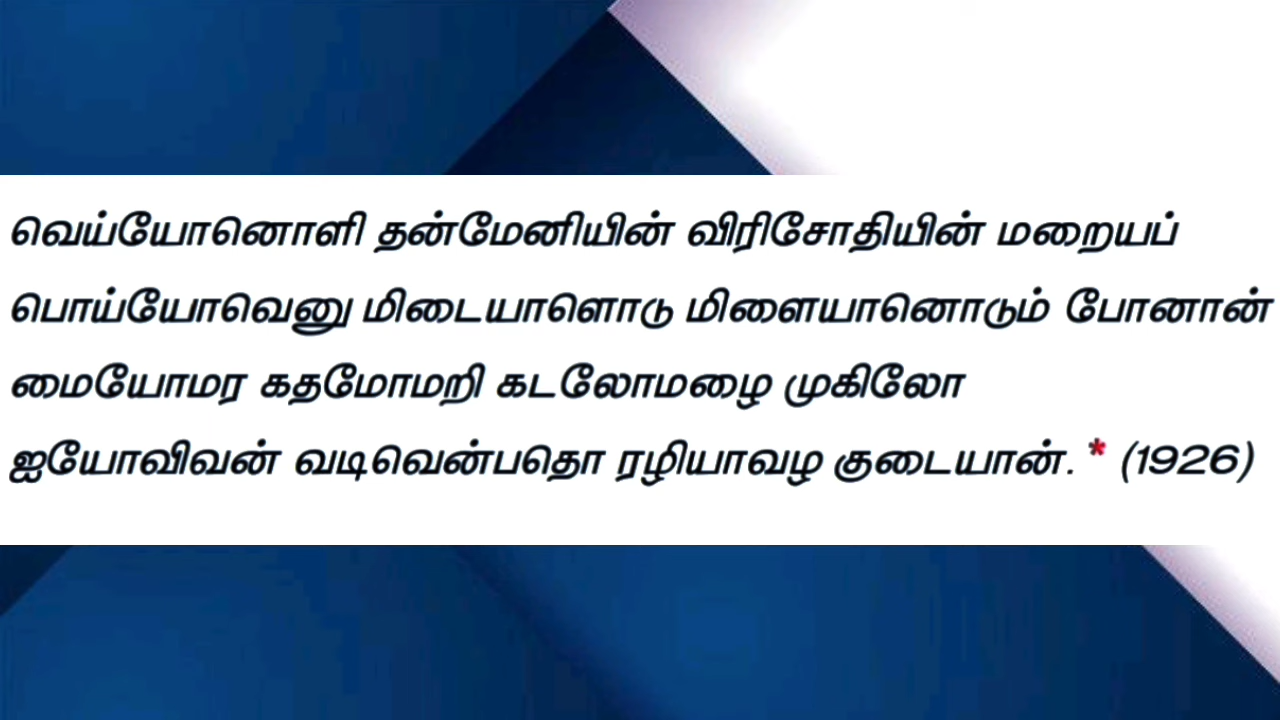 வெய்யோனொளி தன்மேனியின் விரிசோதியின் மறையப்
பொய்யோவெனு மிடையாளொடு மிளையானொடும் போனான்
மையோமர கதமோமறி கடலோமழை முகிலோ
ஐயோவிவன் வடிவென்பதொ ரழியாவழ குடையான். * (1926)